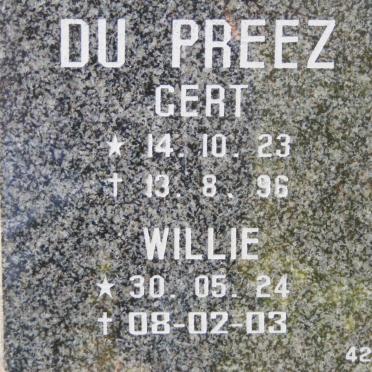 DU PREEZ
GERT
★ 14. 10. 23
† 13. 8. 96
WILLIE
★ 30. 05. 24
† 08-02-03
42